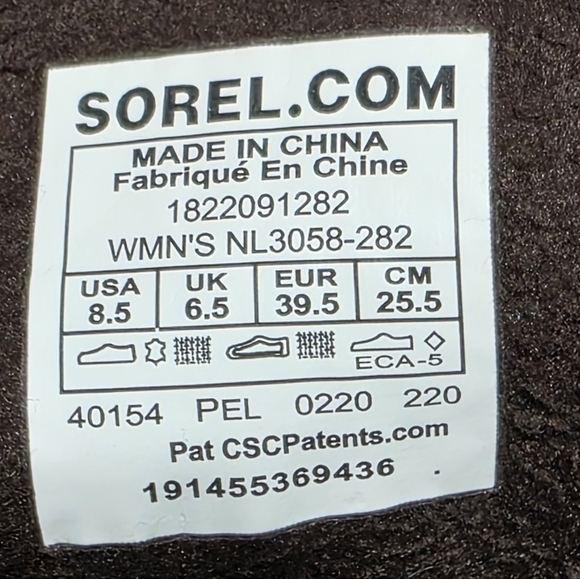 SOREL.COM
MADE IN CHINA
Fabriqué En Chine
1822091282
WMN'S NL3058-282
USA UK EUR CM
8.5 6.5 39.5 25.5
ECA-5
40154 PEL 0220 220
Pat CSCPatents.com
191455369436 .